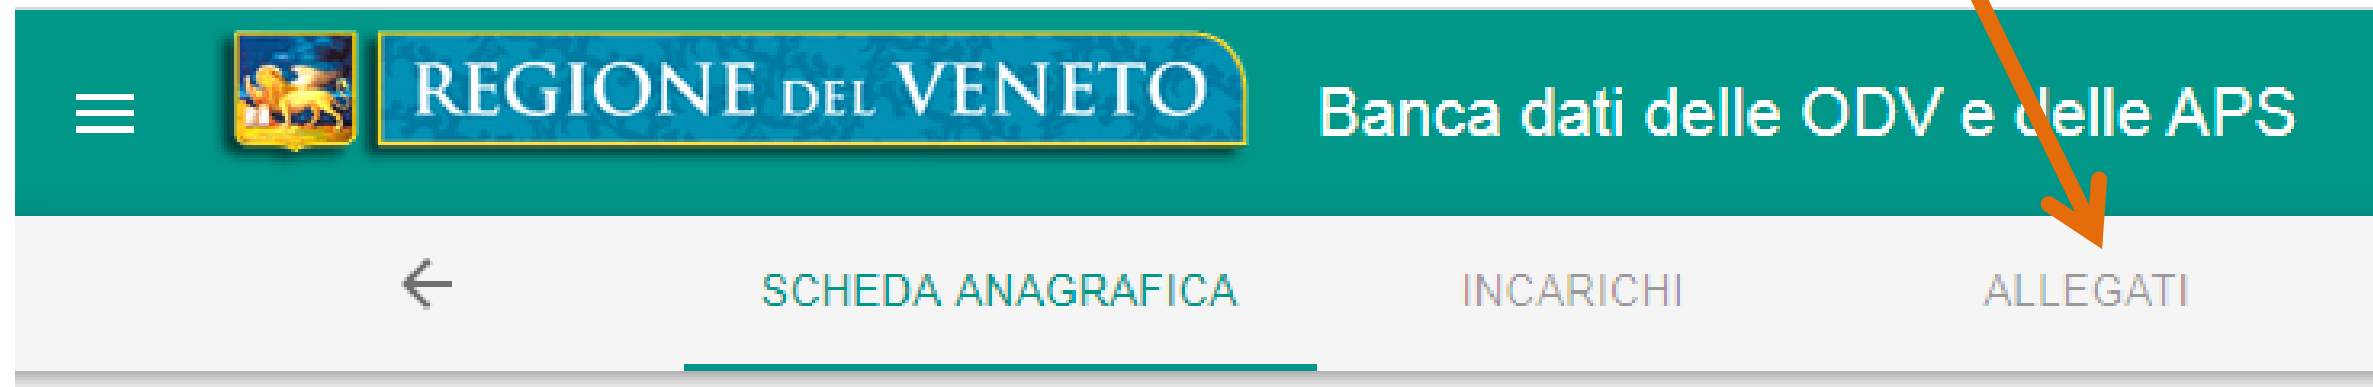 REGIONE DEL VENETO
Banca dati delle ODV e delle APS
SCHEDA ANAGRAFICA
INCARICHI
ALLEGATI